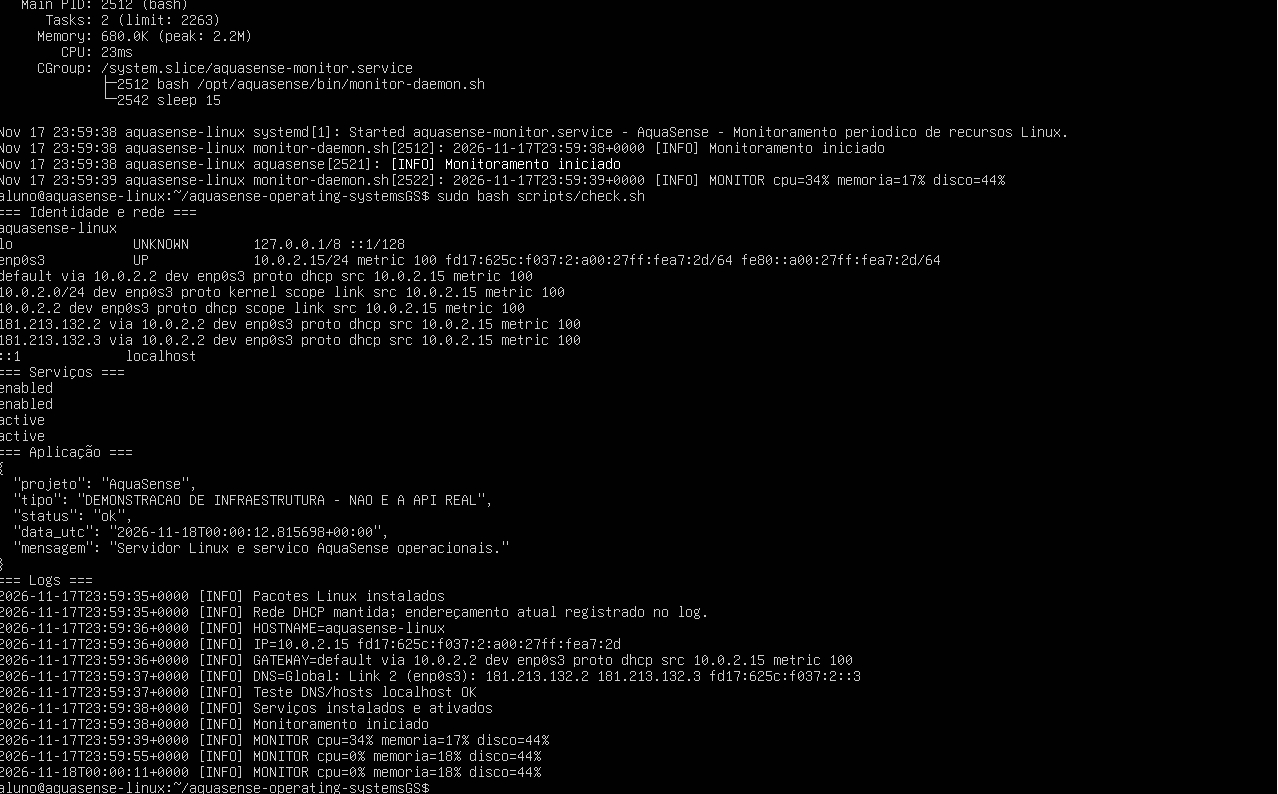 Main PID: 2512 (bash)
Tasks: 2 (limit: 2263)
Memory: 680.0K (peak: 2.2M)
CPU: 23ms
CGroup: /system.slice/aquasense-monitor.service
├─2512 bash /opt/aquasense/bin/monitor-daemon.sh
└─2542 sleep 15
Nov 17 23:59:38 aquasense-linux systemd[1]: Started aquasense-monitor.service - AquaSense - Monitoramento periodico de recursos Linux.
Nov 17 23:59:38 aquasense-linux monitor-daemon.sh[2512]: 2026-11-17T23:59:38+0000 [INFO] Monitoramento iniciado
Nov 17 23:59:38 aquasense-linux aquasense[2521]: [INFO] Monitoramento iniciado
Nov 17 23:59:39 aquasense-linux monitor-daemon.sh[2522]: 2026-11-17T23:59:39+0000 [INFO] MONITOR cpu=34% memoria=17% disco=44%
aluno@aquasense-linux:~/aquasense-operating-systemsGS$ sudo bash scripts/check.sh
=== Identidade e rede ===
aquasense-linux
lo UNKNOWN 127.0.0.1/8 ::1/128
enp0s3 UP 10.0.2.15/24 metric 100 fd17:625c:f037:2:a00:27ff:fea7:2d/64 fe80::a00:27ff:fea7:2d/64
default via 10.0.2.2 dev enp0s3 proto dhcp src 10.0.2.15 metric 100
10.0.2.0/24 dev enp0s3 proto kernel scope link src 10.0.2.15 metric 100
10.0.2.2 dev enp0s3 proto dhcp scope link src 10.0.2.15 metric 100
181.213.132.2 via 10.0.2.2 dev enp0s3 proto dhcp src 10.0.2.15 metric 100
181.213.132.3 via 10.0.2.2 dev enp0s3 proto dhcp src 10.0.2.15 metric 100
::1 localhost
=== Serviços ===
enabled
enabled
active
active
=== Aplicação ===
{
"projeto": "AquaSense",
"tipo": "DEMONSTRACAO DE INFRAESTRUTURA - NAO E A API REAL",
"status": "ok",
"data_utc": "2026-11-18T00:00:12.815698+00:00",
"mensagem": "Servidor Linux e servico AquaSense operacionais."
}
=== Logs ===
2026-11-17T23:59:35+0000 [INFO] Pacotes Linux instalados
2026-11-17T23:59:35+0000 [INFO] Rede DHCP mantida; endereçamento atual registrado no log.
2026-11-17T23:59:36+0000 [INFO] HOSTNAME=aquasense-linux
2026-11-17T23:59:36+0000 [INFO] IP=10.0.2.15 fd17:625c:f037:2:a00:27ff:fea7:2d
2026-11-17T23:59:36+0000 [INFO] GATEWAY=default via 10.0.2.2 dev enp0s3 proto dhcp src 10.0.2.15 metric 100
2026-11-17T23:59:37+0000 [INFO] DNS=Global: Link 2 (enp0s3): 181.213.132.2 181.213.132.3 fd17:625c:f037:2::3
2026-11-17T23:59:37+0000 [INFO] Teste DNS/hosts localhost OK
2026-11-17T23:59:38+0000 [INFO] Serviços instalados e ativados
2026-11-17T23:59:38+0000 [INFO] Monitoramento iniciado
2026-11-17T23:59:39+0000 [INFO] MONITOR cpu=34% memoria=17% disco=44%
2026-11-17T23:59:55+0000 [INFO] MONITOR cpu=0% memoria=18% disco=44%
2026-11-18T00:00:11+0000 [INFO] MONITOR cpu=0% memoria=18% disco=44%
aluno@aquasense-linux:~/aquasense-operating-systemsGS$